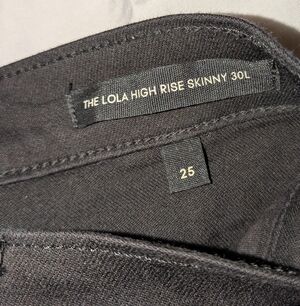 THE LOLA HIGH RISE SKINNY 30L
25